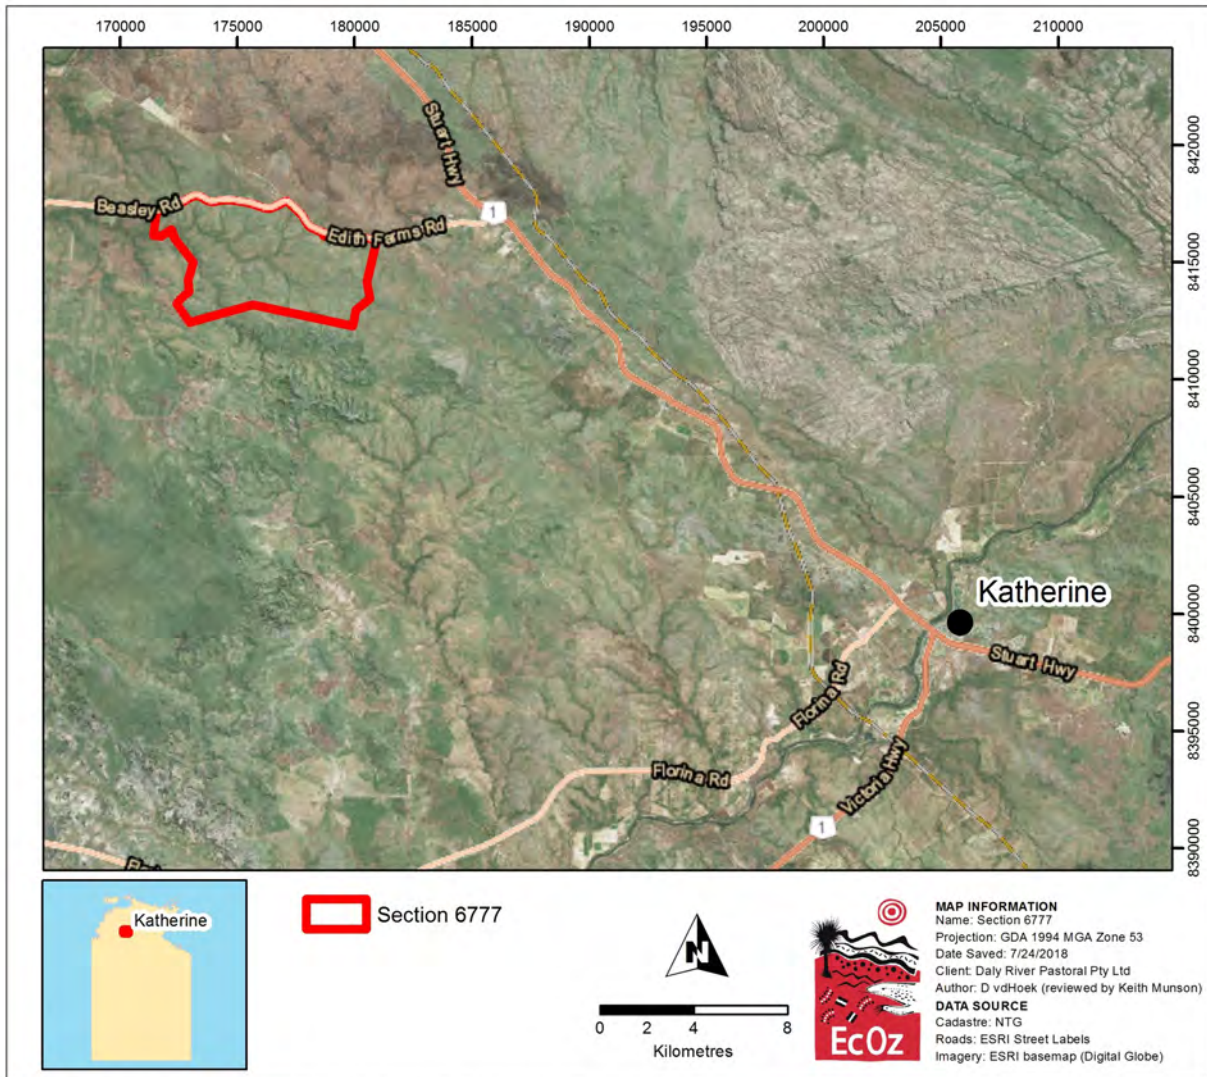 170000 175000 180000 185000 190000 195000 200000 205000 210000
8420000
8415000
8410000
8405000
8400000
8395000
8390000
Stuart Hwy
1
Beasley Rd
Edith Farms Rd
Katherine
Stuart Hwy
Florina Rd
Florina Rd
Victoria Hwy
1
Katherine
Section 6777
N
0 2 4 8
Kilometres
EcOz
MAP INFORMATION
Name: Section 6777
Projection: GDA 1994 MGA Zone 53
Date Saved: 7/24/2018
Client: Daly River Pastoral Pty Ltd
Author: D vdHoek (reviewed by Keith Munson)
DATA SOURCE
Cadastre: NTG
Roads: ESRI Street Labels
Imagery: ESRI basemap (Digital Globe)